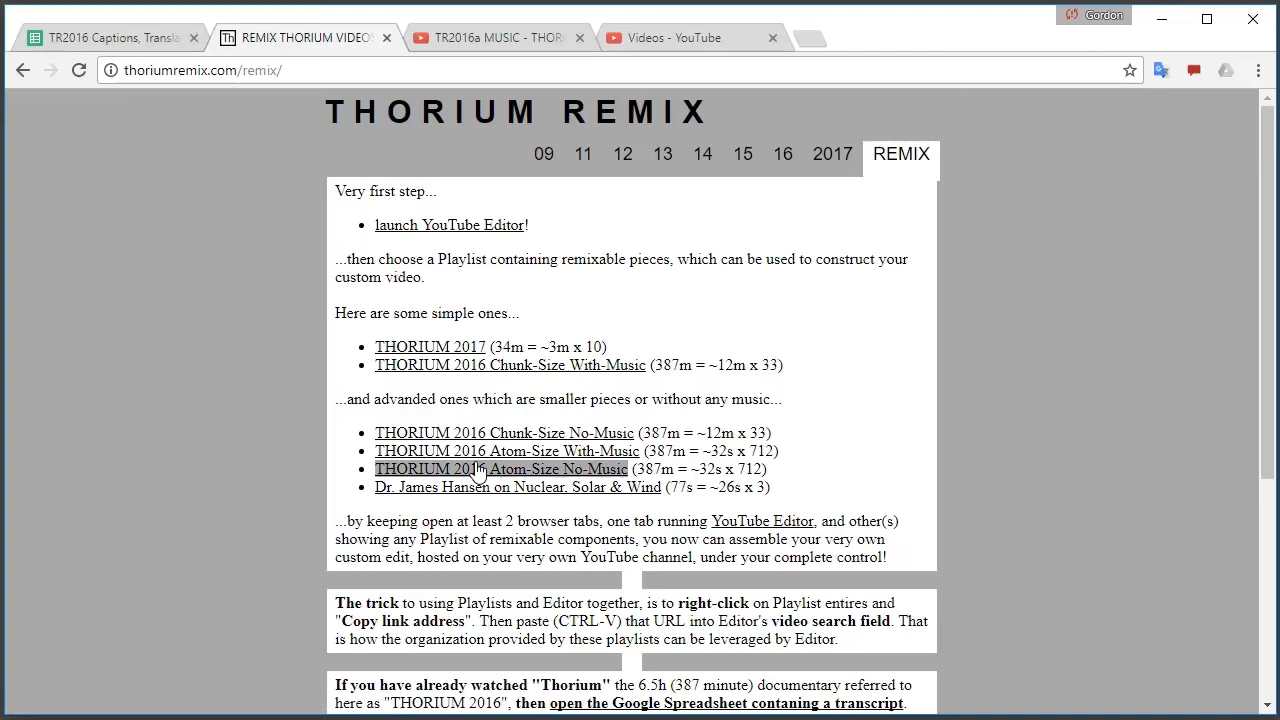 Gordon
TR2016 Captions, Transla
REMIX THORIUM VIDEOS
TR2016a MUSIC - THOR
Videos - YouTube
thoriumremix.com/remix/
THORIUM REMIX
09 11 12 13 14 15 16 2017 REMIX
Very first step...
launch YouTube Editor!
...then choose a Playlist containing remixable pieces, which can be used to construct your
custom video.
Here are some simple ones...
THORIUM 2017 (34m = ~3m x 10)
THORIUM 2016 Chunk-Size With-Music (387m = ~12m x 33)
...and advanded ones which are smaller pieces or without any music...
THORIUM 2016 Chunk-Size No-Music (387m = ~12m x 33)
THORIUM 2016 Atom-Size With-Music (387m = ~32s x 712)
THORIUM 2016 Atom-Size No-Music (387m = ~32s x 712)
Dr. James Hansen on Nuclear. Solar & Wind (77s = ~26s x 3)
...by keeping open at least 2 browser tabs, one tab running YouTube Editor, and other(s)
showing any Playlist of remixable components, you now can assemble your very own
custom edit, hosted on your very own YouTube channel, under your complete control!
The trick to using Playlists and Editor together, is to right-click on Playlist entires and
"Copy link address". Then paste (CTRL-V) that URL into Editor's video search field. That
is how the organization provided by these playlists can be leveraged by Editor.
If you have already watched "Thorium" the 6.5h (387 minute) documentary referred to
here as "THORIUM 2016", then open the Google Spreadsheet contaning a transcript.